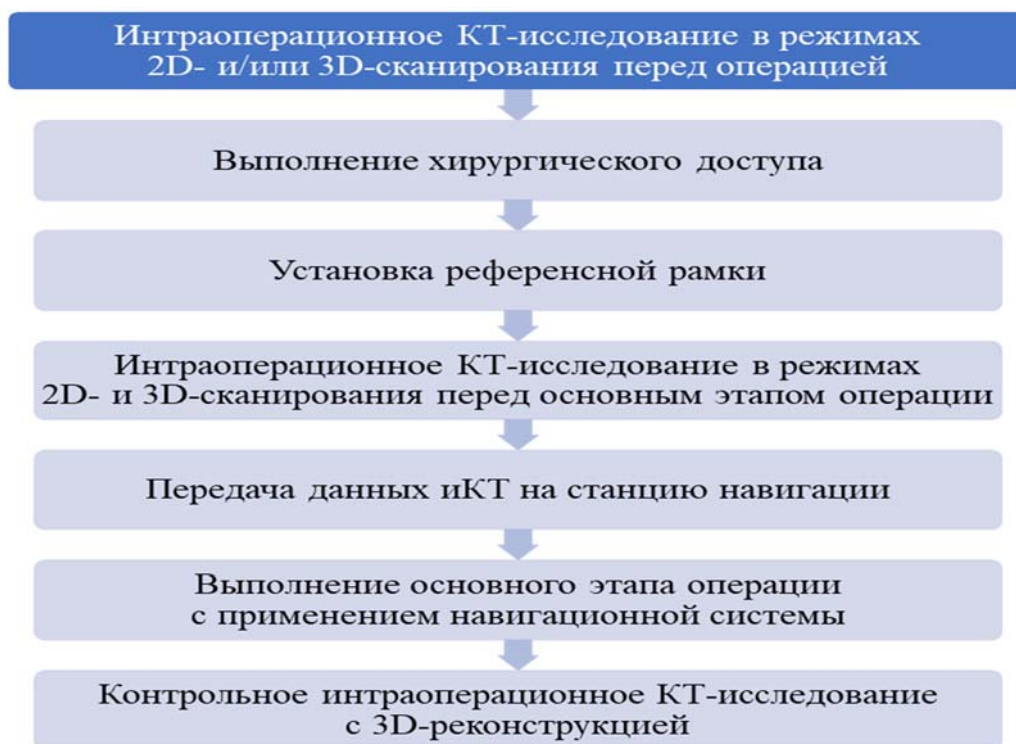 Интраоперационное КТ-исследование в режимах
2D- и/или 3D-сканирования перед операцией
Выполнение хирургического доступа
Установка референсной рамки
Интраоперационное КТ-исследование в режимах
2D- и 3D-сканирования перед основным этапом операции
Передача данных иКТ на станцию навигации
Выполнение основного этапа операции
с применением навигационной системы
Контрольное интраоперационное КТ-исследование
с 3D-реконструкцией